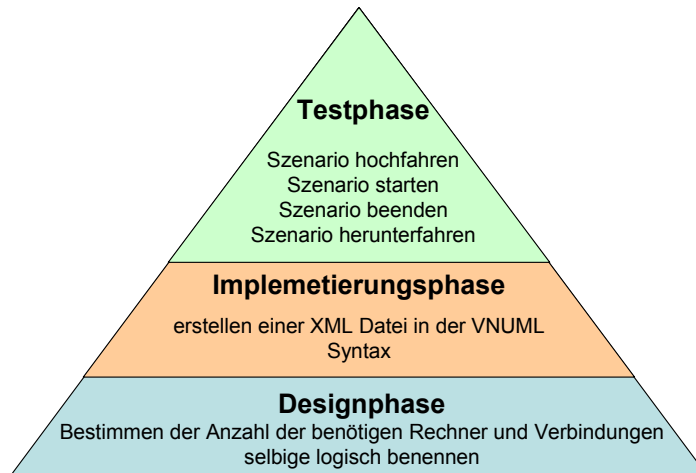 Testphase
Szenario hochfahren
Szenario starten
Szenario beenden
Szenario herunterfahren
Implemetierungsphase
erstellen einer XML Datei in der VNUML
Syntax
Designphase
Bestimmen der Anzahl der benötigen Rechner und Verbindungen
selbige logisch benennen